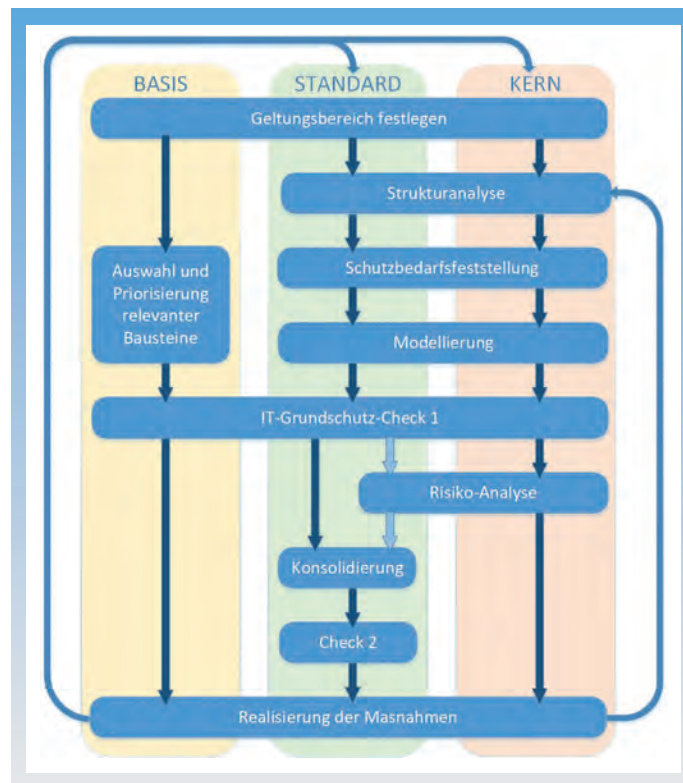 BASIS
STANDARD
KERN
Geltungsbereich festlegen
Strukturanalyse
Auswahl und
Priorisierung
relevanter
Bausteine
Schutzbedarfsfeststellung
Modellierung
IT-Grundschutz-Check 1
Risiko-Analyse
Konsolidierung
Check 2
Realisierung der Masnahmen